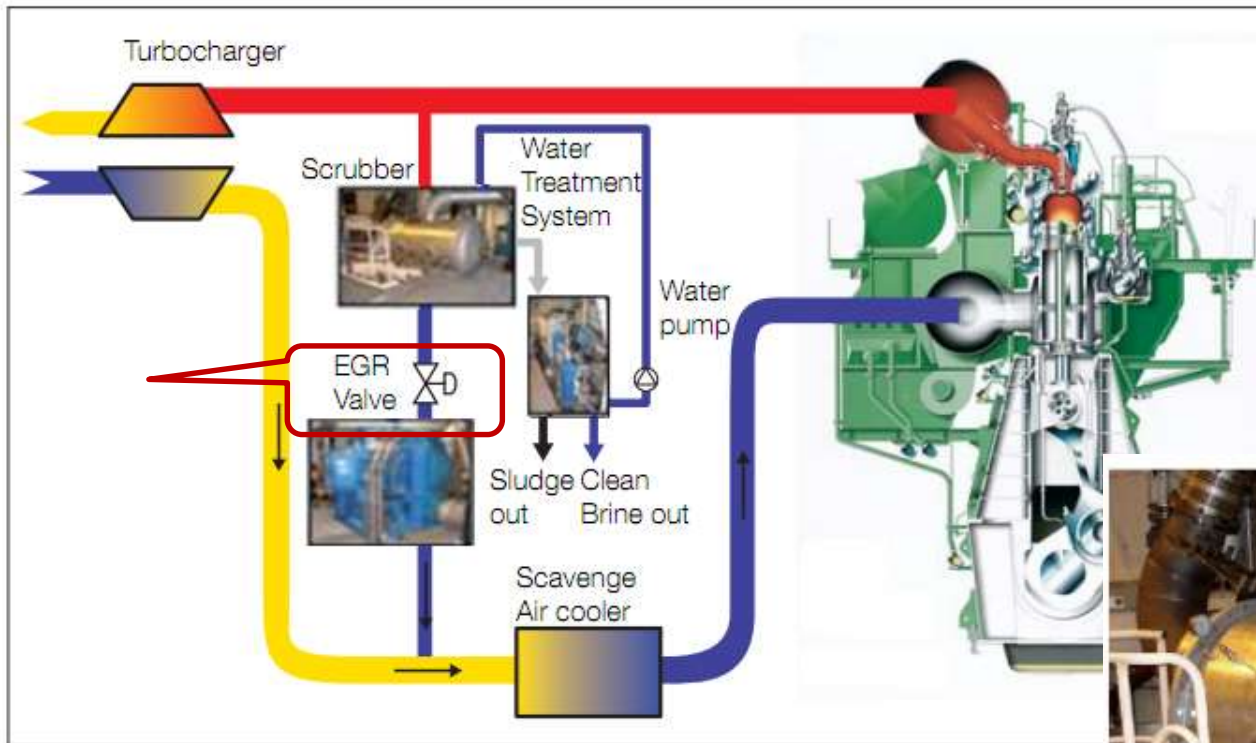 Turbocharger
Scrubber
Water
Treatment
System
Water
pump
EGR
Valve
Sludge
out
Clean
Brine out
Scavenge
Air cooler